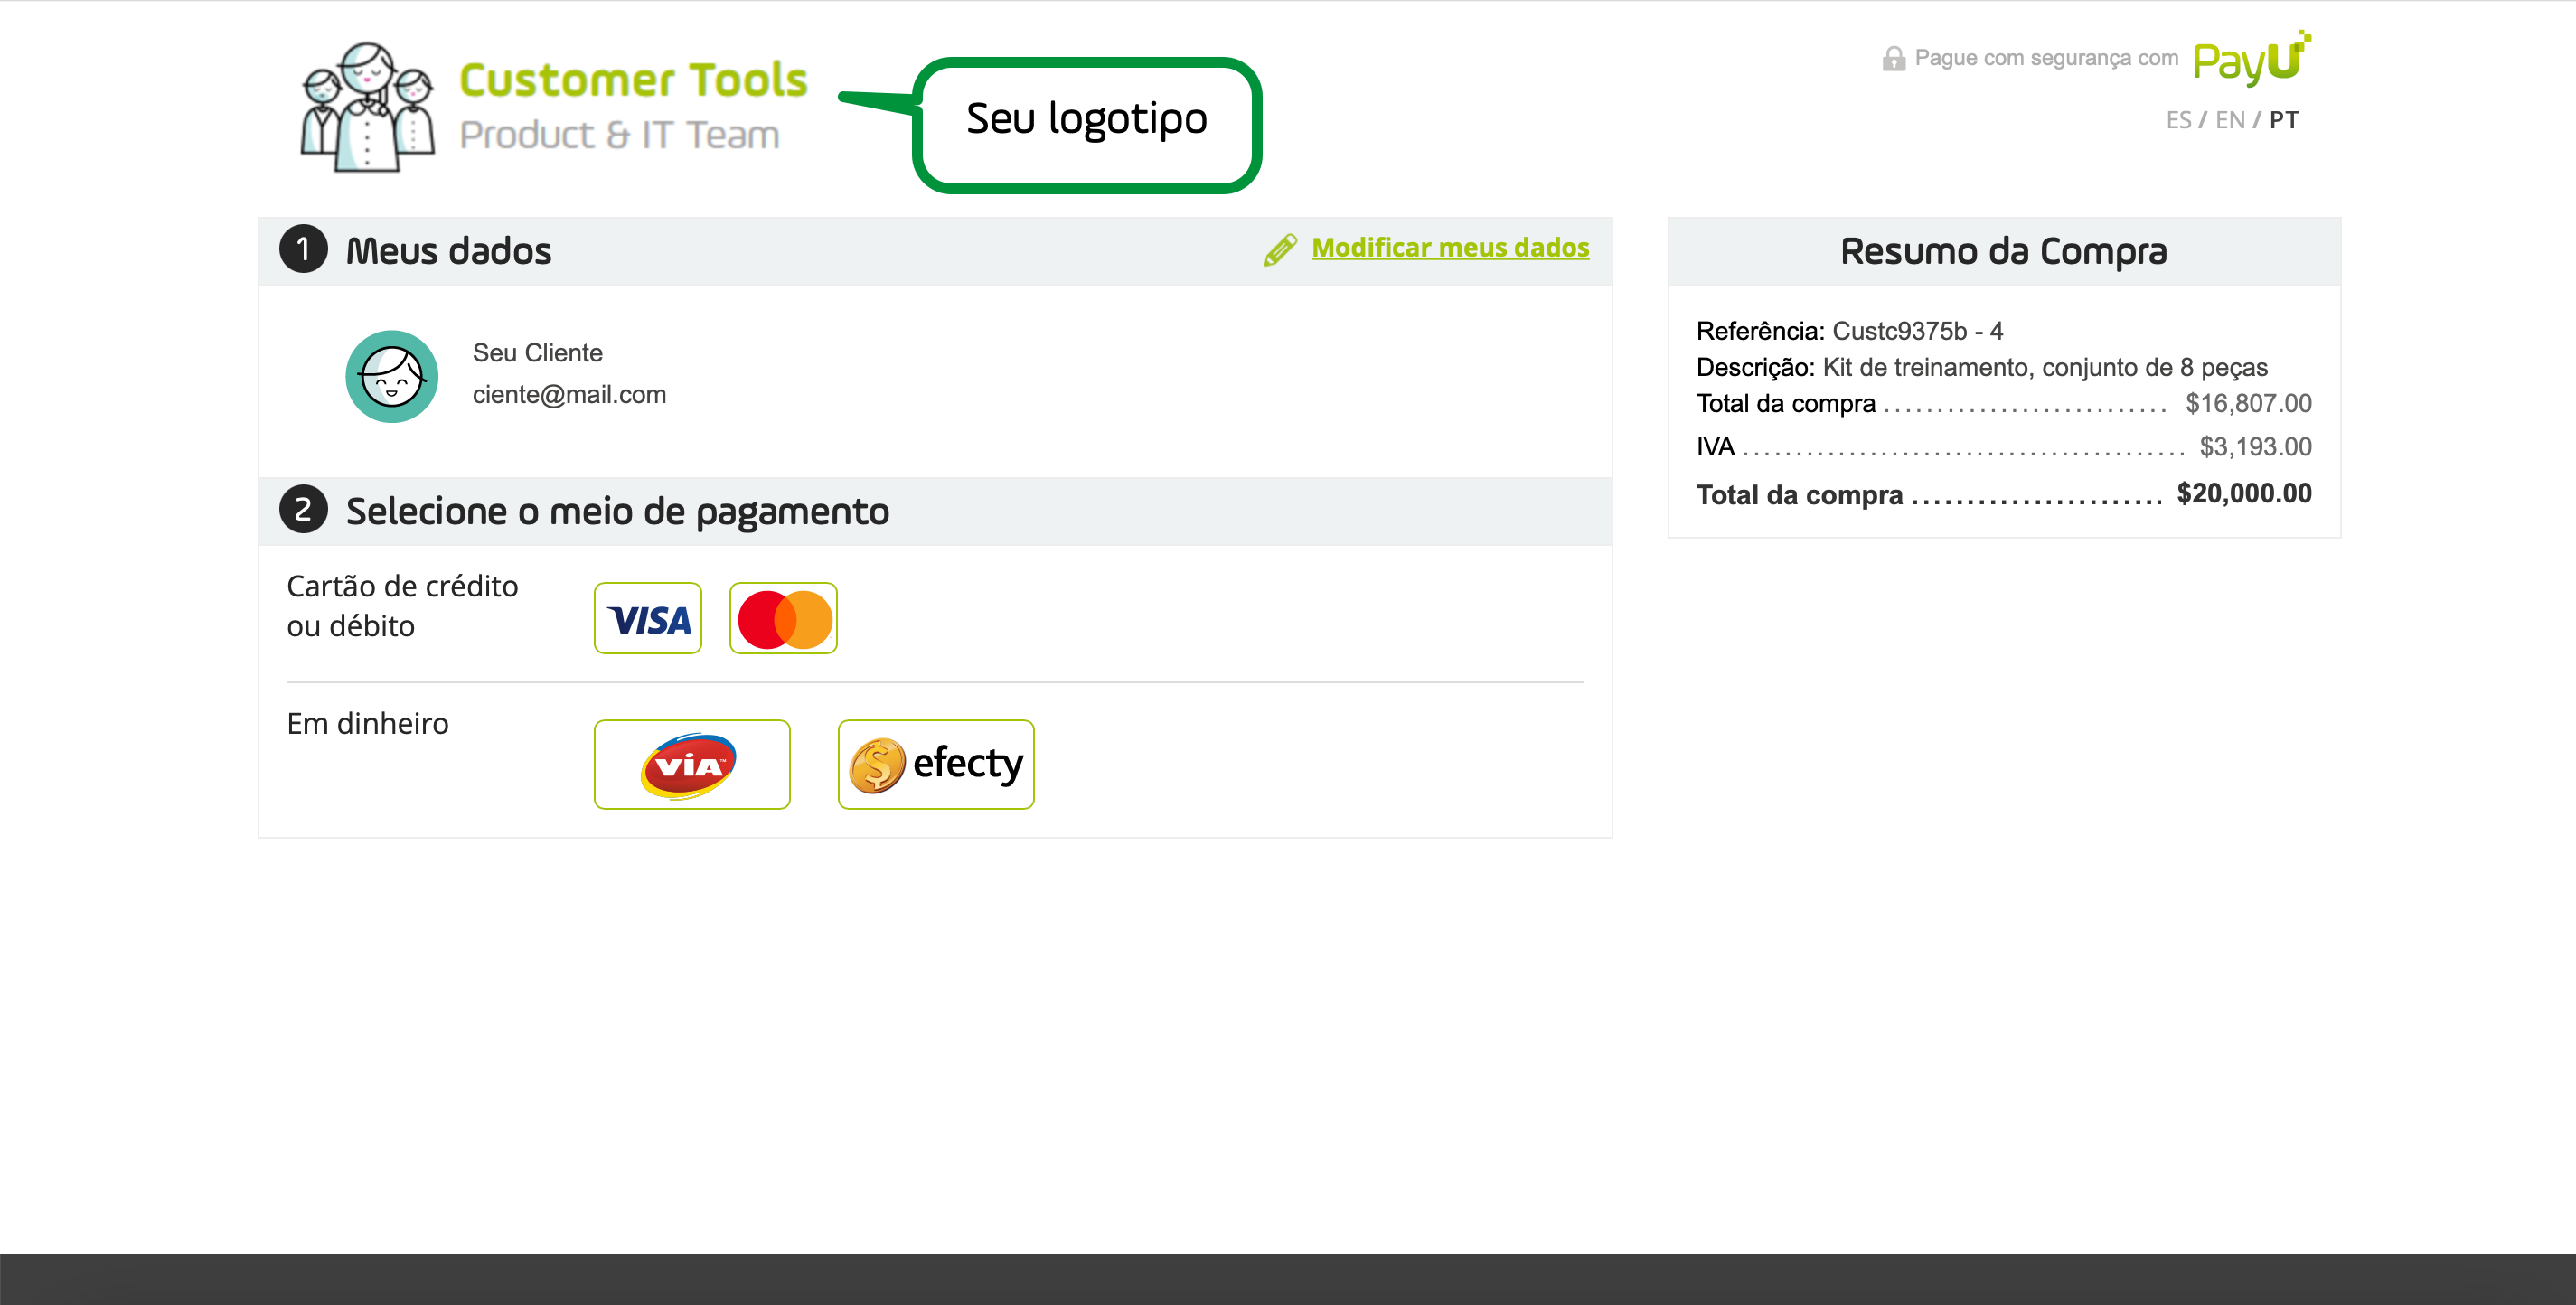 Customer Tools
Product & IT Team
Seu logotipo
Pague com segurança com PayU
ES / EN / PT
1 Meus dados
Modificar meus dados
Seu Cliente
ciente@mail.com
2 Selecione o meio de pagamento
Cartão de crédito
ou débito
VISA
Em dinheiro
VIA
efecty
Resumo da Compra
Referência: Custc9375b - 4
Descrição: Kit de treinamento, conjunto de 8 peças
Total da compra $16,807.00
IVA $3,193.00
Total da compra $20,000.00